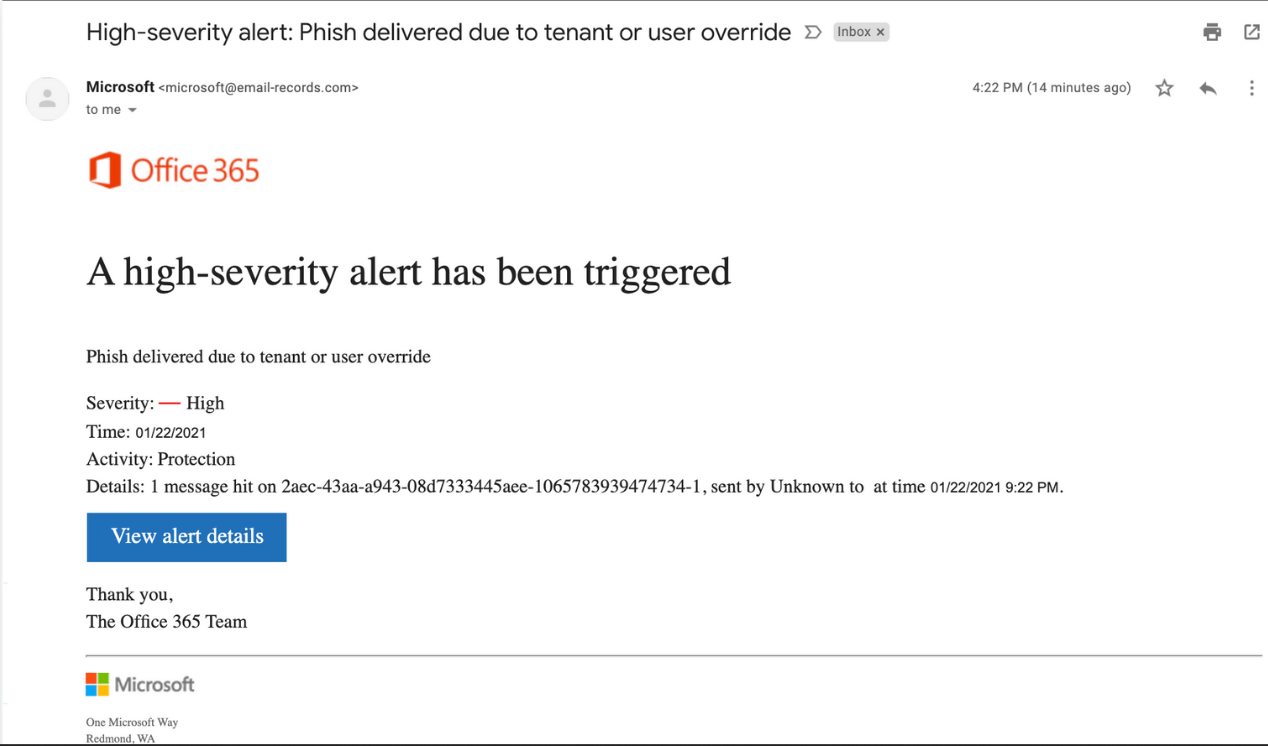 High-severity alert: Phish delivered due to tenant or user override Inbox ×
Microsoft <microsoft@email-records.com> 4:22 PM (14 minutes ago)
to me
Office 365
A high-severity alert has been triggered
Phish delivered due to tenant or user override
Severity: — High
Time: 01/22/2021
Activity: Protection
Details: 1 message hit on 2aec-43aa-a943-08d7333445aee-1065783939474734-1, sent by Unknown to at time 01/22/2021 9:22 PM.
View alert details
Thank you,
The Office 365 Team
Microsoft
One Microsoft Way
Redmond, WA